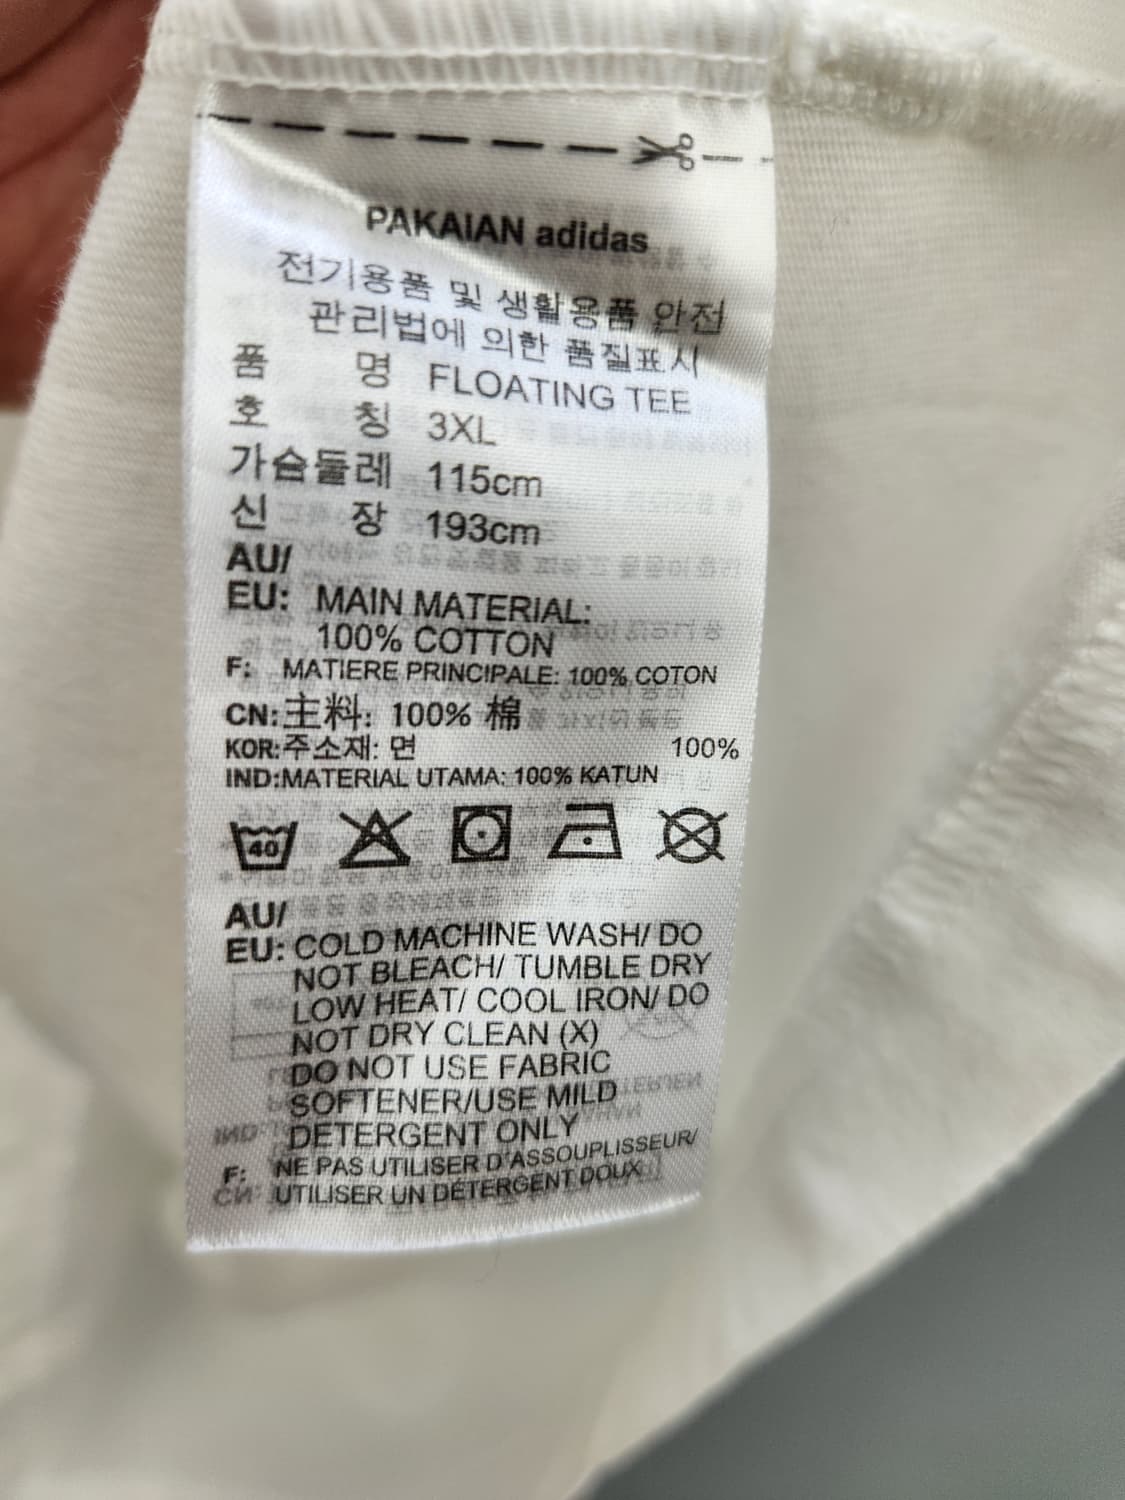 PAKAIAN adidas
전기용품 및 생활용품 안전
관리법에 의한 품질표시
품 명 FLOATING TEE
호 칭 3XL
가슴둘레 115cm
신 장 193cm
AU/
EU: MAIN MATERIAL:
100% COTTON
F: MATIERE PRINCIPALE: 100% COTON
CN:主料: 100% 棉
KOR:주소재: 면 100%
IND:MATERIAL UTAMA: 100% KATUN
40
AU/
EU: COLD MACHINE WASH/ DO
NOT BLEACH/ TUMBLE DRY
LOW HEAT/ COOL IRON/ DO
NOT DRY CLEAN (X)
DO NOT USE FABRIC
SOFTENER/USE MILD
DETERGENT ONLY
F: NE PAS UTILISER D'ASSOUPLISSEUR/
UTILISER UN DÉTERGENT DOUX